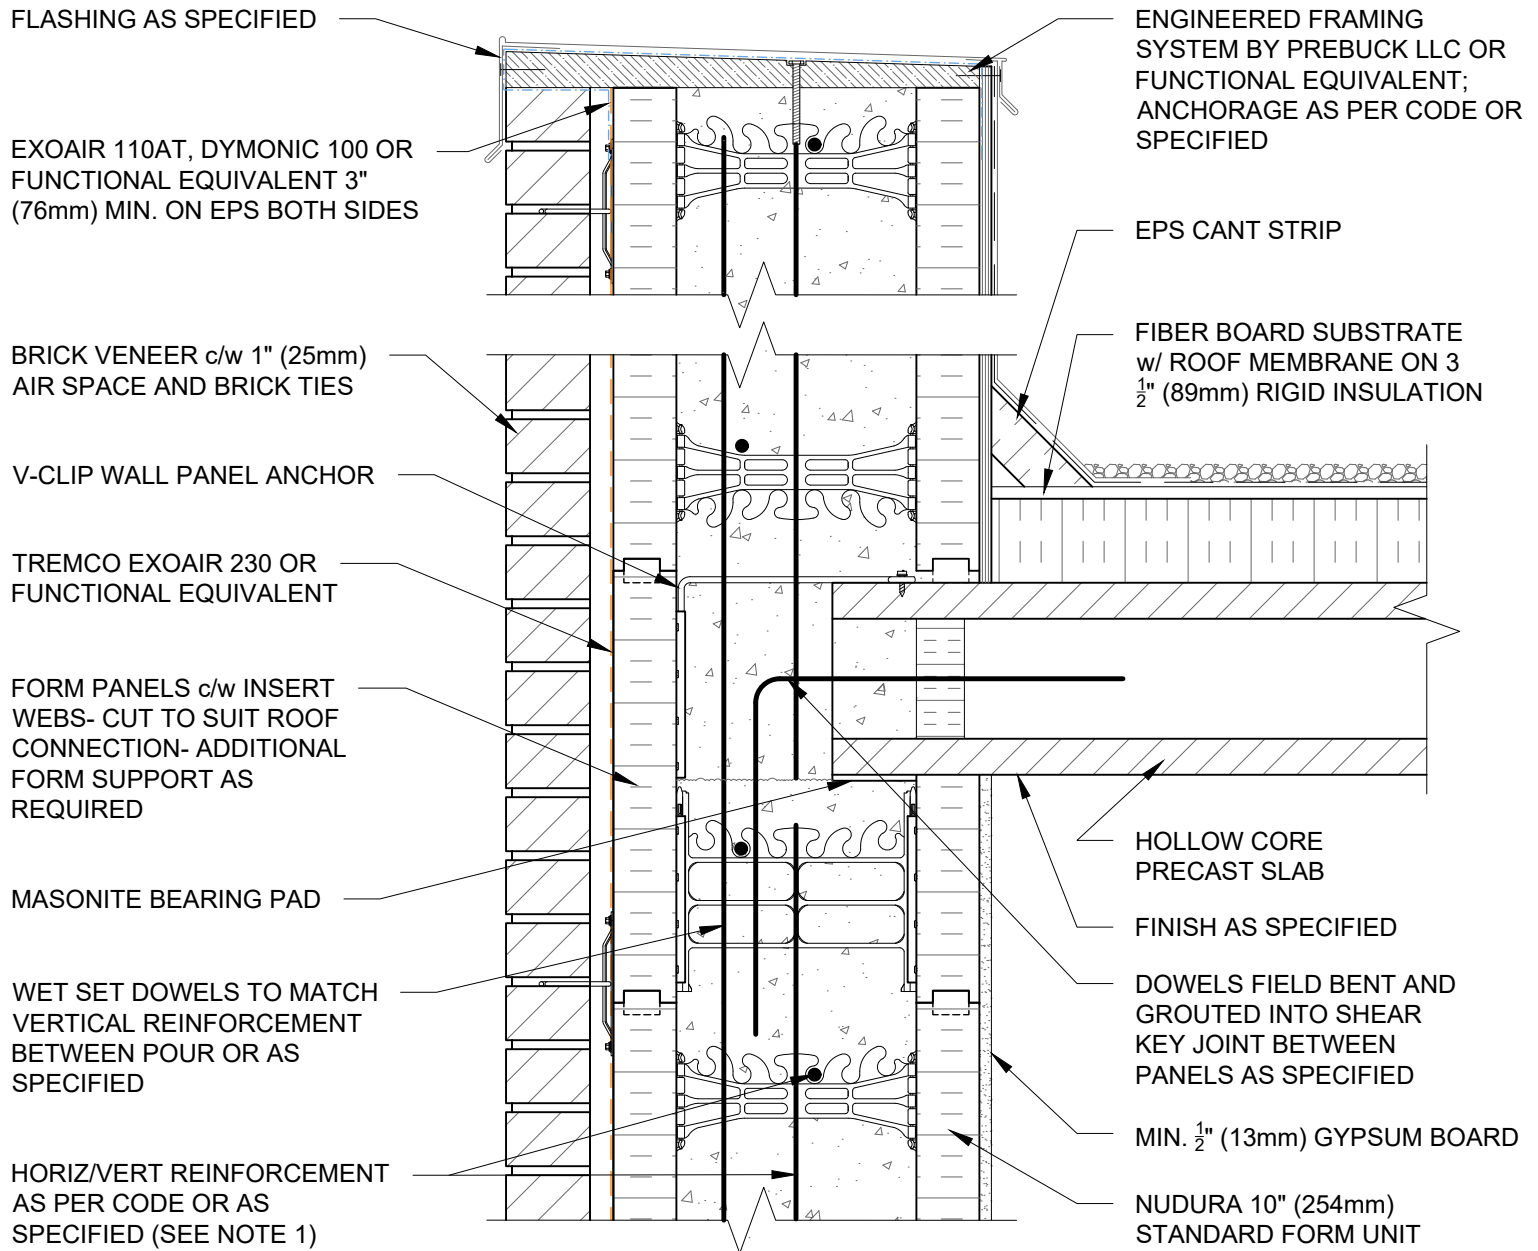 FLASHING AS SPECIFIED
EXOAIR 110AT, DYMONIC 100 OR
FUNCTIONAL EQUIVALENT 3"
(76mm) MIN. ON EPS BOTH SIDES
BRICK VENEER c/w 1" (25mm)
AIR SPACE AND BRICK TIES
V-CLIP WALL PANEL ANCHOR
TREMCO EXOAIR 230 OR
FUNCTIONAL EQUIVALENT
FORM PANELS c/w INSERT
WEBS- CUT TO SUIT ROOF
CONNECTION- ADDITIONAL
FORM SUPPORT AS
REQUIRED
MASONITE BEARING PAD
WET SET DOWELS TO MATCH
VERTICAL REINFORCEMENT
BETWEEN POUR OR AS
SPECIFIED
HORIZ/VERT REINFORCEMENT
AS PER CODE OR AS
SPECIFIED (SEE NOTE 1)
ENGINEERED FRAMING
SYSTEM BY PREBUCK LLC OR
FUNCTIONAL EQUIVALENT;
ANCHORAGE AS PER CODE OR
SPECIFIED
EPS CANT STRIP
FIBER BOARD SUBSTRATE
w/ ROOF MEMBRANE ON 3
1/2" (89mm) RIGID INSULATION
HOLLOW CORE
PRECAST SLAB
FINISH AS SPECIFIED
DOWELS FIELD BENT AND
GROUTED INTO SHEAR
KEY JOINT BETWEEN
PANELS AS SPECIFIED
MIN. 1/2" (13mm) GYPSUM BOARD
NUDURA 10" (254mm)
STANDARD FORM UNIT